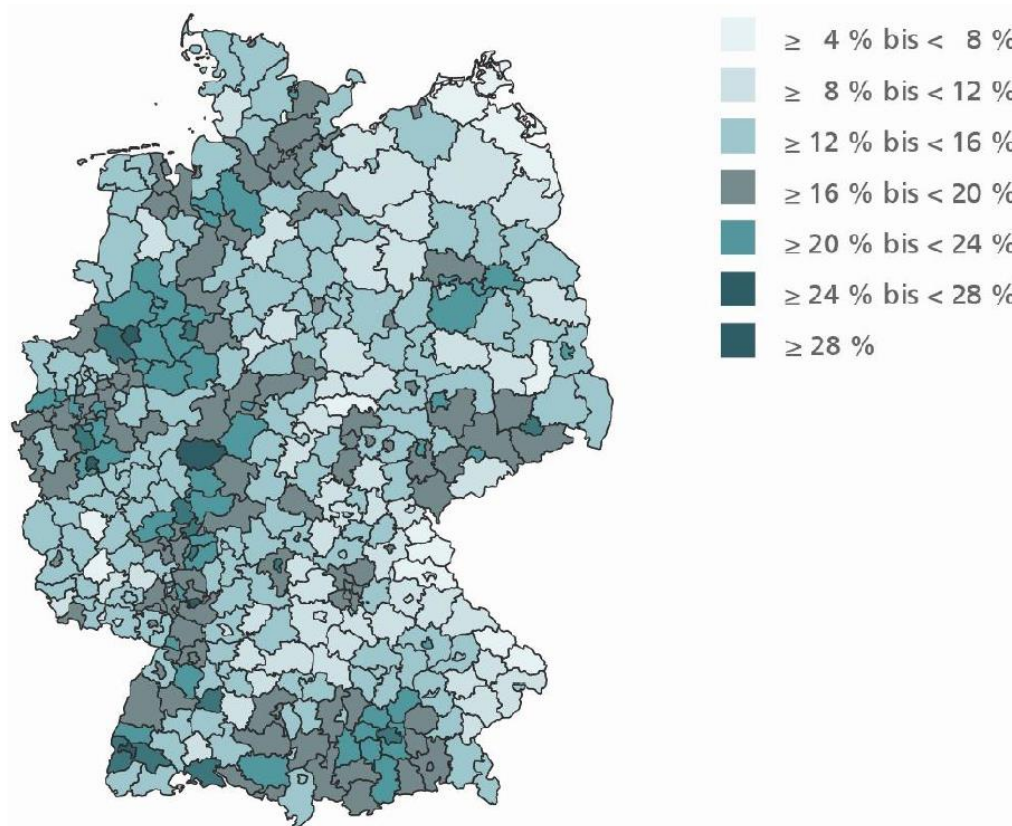 ≥ 4 % bis < 8 %
≥ 8 % bis < 12 %
≥ 12 % bis < 16 %
≥ 16 % bis < 20 %
≥ 20 % bis < 24 %
≥ 24 % bis < 28 %
≥ 28 %